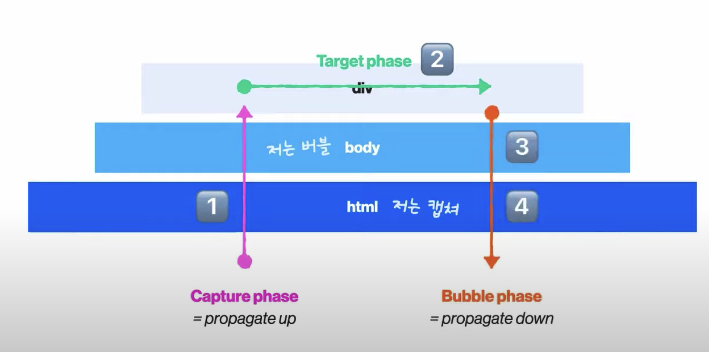 Target phase 2
div
저는 버블 body 3
1 html 저는 캡쳐 4
Capture phase
= propagate up
Bubble phase
= propagate down